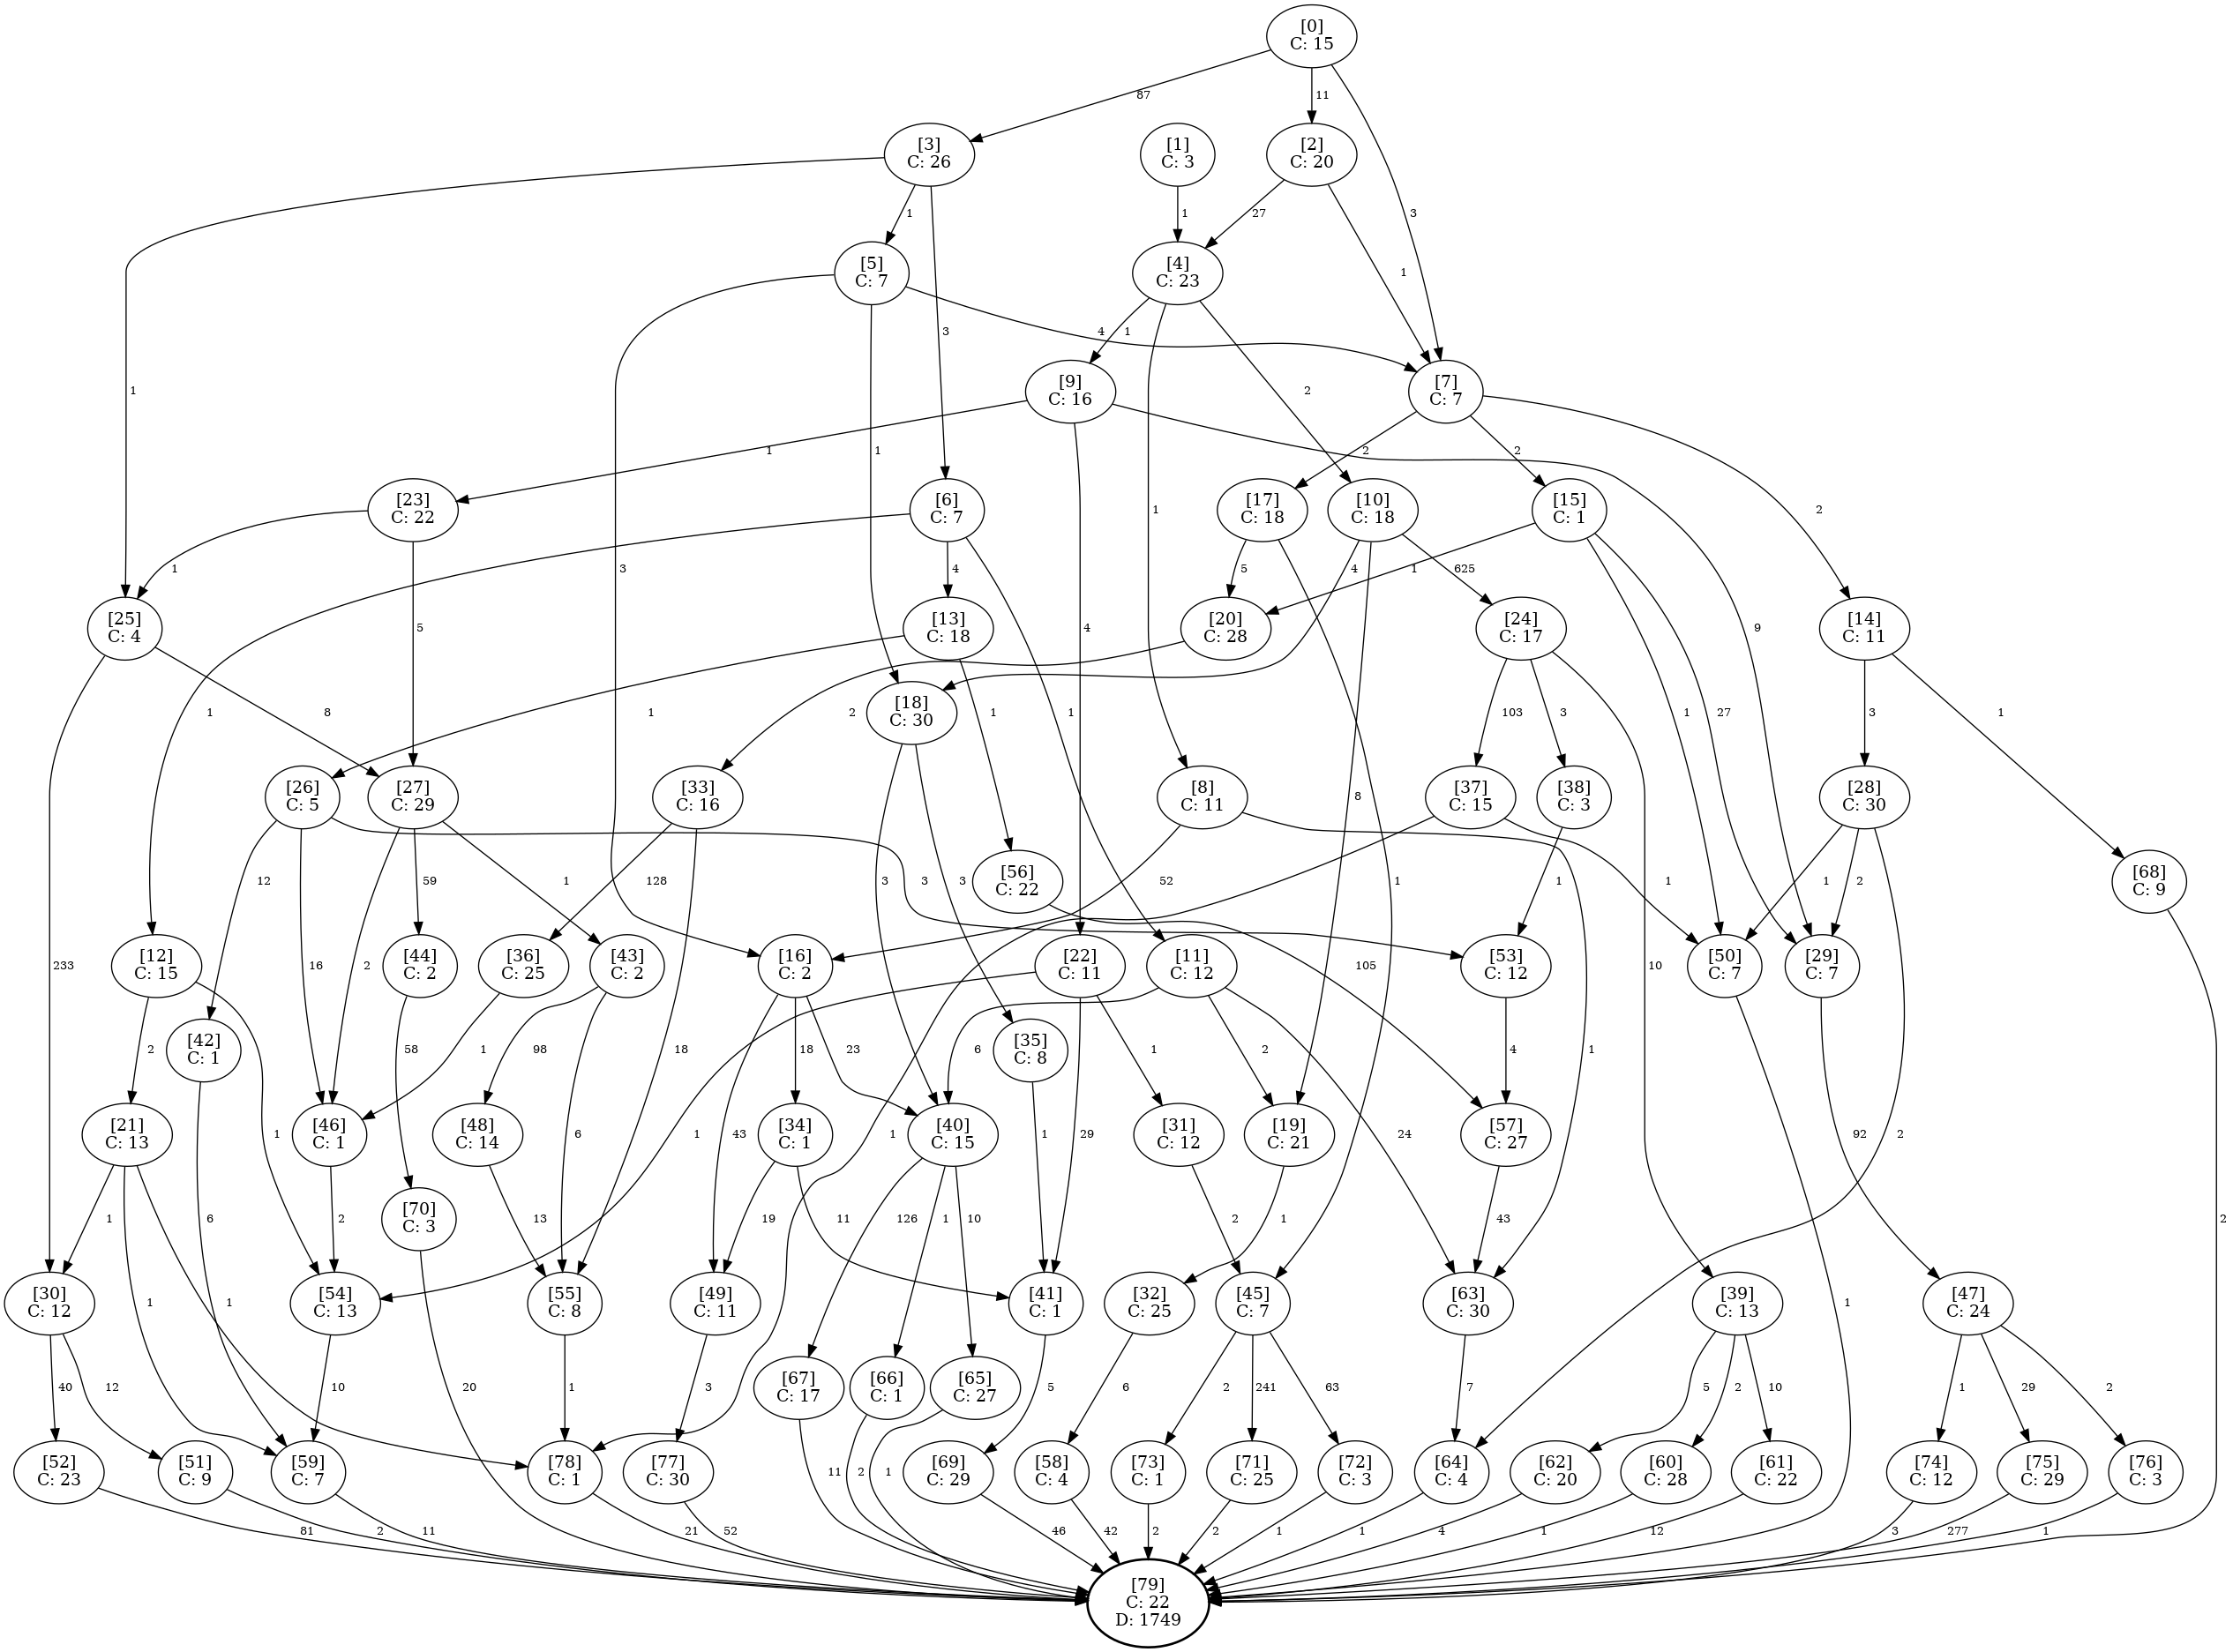 [0]
C: 15
87
11
[3]
C: 26
[1]
C: 3
[2]
C: 20
3
1
1
27
[5]
C: 7
[4]
C: 23
1
3
4
1
1
3
1
1
2
[9]
C: 16
[7]
C: 7
1
2
2
2
[23]
C: 22
[6]
C: 7
[17]
C: 18
[10]
C: 18
[15]
C: 1
1
4
5
4
625
1
1
5
4
9
[25]
C: 4
[13]
C: 18
[20]
C: 28
[24]
C: 17
[14]
C: 11
8
1
1
2
1
1
103
3
1
27
3
1
[26]
C: 5
[27]
C: 29
[33]
C: 16
[18]
C: 30
[8]
C: 11
[37]
C: 15
[38]
C: 3
[28]
C: 30
8
12
59
1
128
3
3
3
[56]
C: 22
52
1
1
1
2
[68]
C: 9
[12]
C: 15
16
2
[44]
C: 2
[36]
C: 25
[43]
C: 2
[16]
C: 2
[22]
C: 11
[11]
C: 12
105
[53]
C: 12
10
[50]
C: 7
[29]
C: 7
233
2
[42]
C: 1
58
1
98
18
18
23
6
[35]
C: 8
29
1
2
1
1
4
[21]
C: 13
1
[46]
C: 1
[48]
C: 14
6
43
[34]
C: 1
[40]
C: 15
1
1
[31]
C: 12
[19]
C: 21
24
[57]
C: 27
92
2
1
1
1
6
2
[70]
C: 3
13
19
11
126
1
10
2
1
43
2
[30]
C: 12
[54]
C: 13
[55]
C: 8
[49]
C: 11
[41]
C: 1
[32]
C: 25
[45]
C: 7
[63]
C: 30
[39]
C: 13
1
[47]
C: 24
40
12
10
20
1
3
[67]
C: 17
[66]
C: 1
[65]
C: 27
5
6
2
241
63
7
5
2
10
1
29
2
[52]
C: 23
[51]
C: 9
[59]
C: 7
[78]
C: 1
[77]
C: 30
[69]
C: 29
[58]
C: 4
[73]
C: 1
[71]
C: 25
[72]
C: 3
[64]
C: 4
[62]
C: 20
[60]
C: 28
[61]
C: 22
[74]
C: 12
[75]
C: 29
[76]
C: 3
81
2
11
21
52
11
2
1
46
42
2
2
1
1
4
1
12
3
277
1
[79]
C: 22
D: 1749